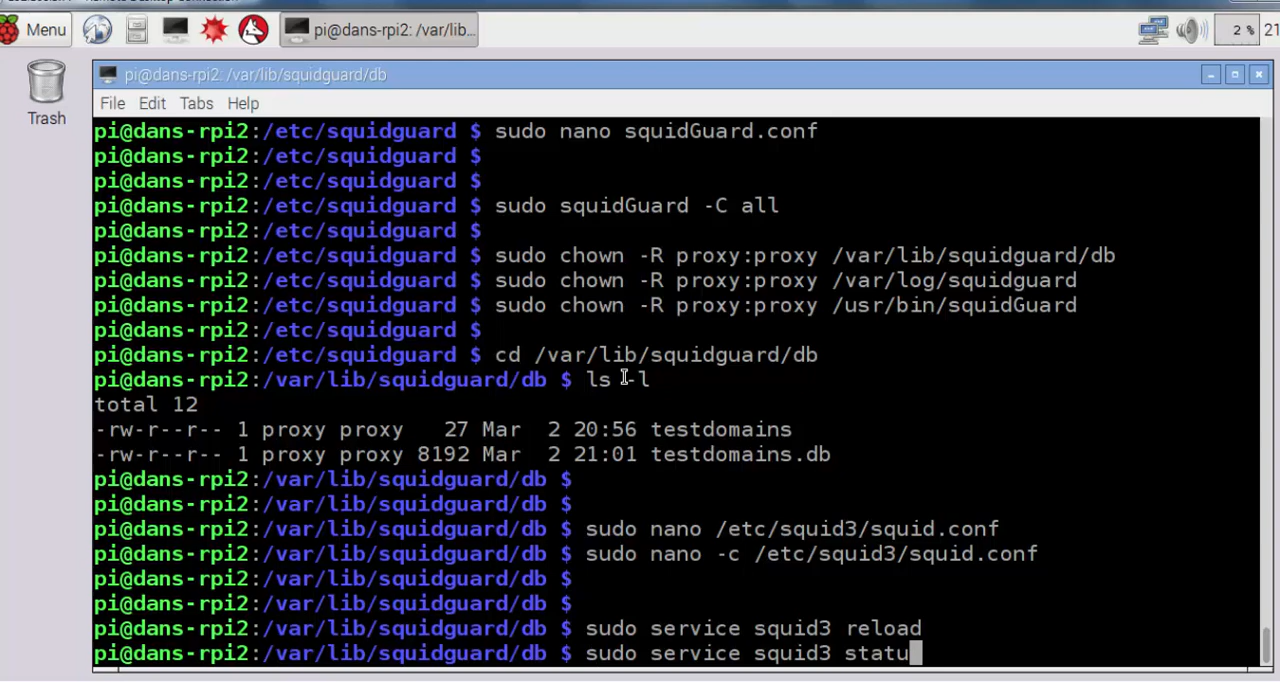 Menu
pi@dans-rpi2: /var/lib...
2 %
21
Trash
pi@dans-rpi2: /var/lib/squidguard/db
File Edit Tabs Help
pi@dans-rpi2:/etc/squidguard $ sudo nano squidGuard.conf
pi@dans-rpi2:/etc/squidguard $
pi@dans-rpi2:/etc/squidguard $
pi@dans-rpi2:/etc/squidguard $ sudo squidGuard -C all
pi@dans-rpi2:/etc/squidguard $
pi@dans-rpi2:/etc/squidguard $ sudo chown -R proxy:proxy /var/lib/squidguard/db
pi@dans-rpi2:/etc/squidguard $ sudo chown -R proxy:proxy /var/log/squidguard
pi@dans-rpi2:/etc/squidguard $ sudo chown -R proxy:proxy /usr/bin/squidGuard
pi@dans-rpi2:/etc/squidguard $
pi@dans-rpi2:/etc/squidguard $ cd /var/lib/squidguard/db
pi@dans-rpi2:/var/lib/squidguard/db $ ls -l
total 12
-rw-r--r-- 1 proxy proxy   27 Mar  2 20:56 testdomains
-rw-r--r-- 1 proxy proxy 8192 Mar  2 21:01 testdomains.db
pi@dans-rpi2:/var/lib/squidguard/db $
pi@dans-rpi2:/var/lib/squidguard/db $
pi@dans-rpi2:/var/lib/squidguard/db $ sudo nano /etc/squid3/squid.conf
pi@dans-rpi2:/var/lib/squidguard/db $ sudo nano -c /etc/squid3/squid.conf
pi@dans-rpi2:/var/lib/squidguard/db $
pi@dans-rpi2:/var/lib/squidguard/db $
pi@dans-rpi2:/var/lib/squidguard/db $ sudo service squid3 reload
pi@dans-rpi2:/var/lib/squidguard/db $ sudo service squid3 statu